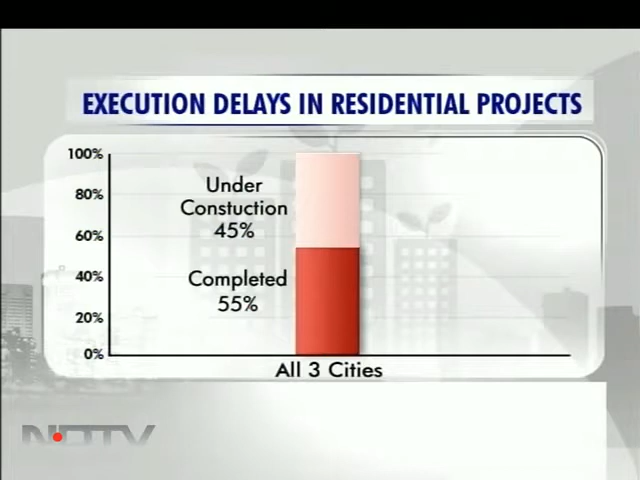 EXECUTION DELAYS IN RESIDENTIAL PROJECTS
100%
80%
60%
40%
20%
0%
Under
Constuction
45%
Completed
55%
All 3 Cities
NDTV